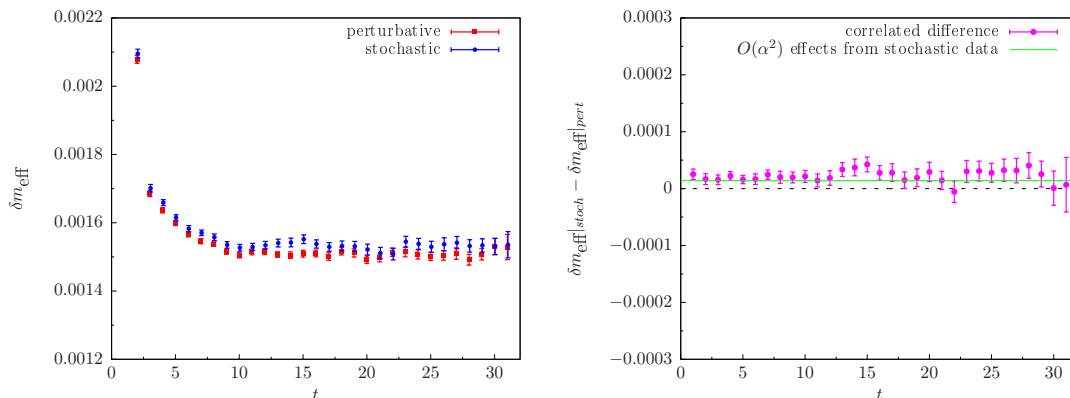 perturbative
stochastic
0.0022
0.002
0.0018
0.0016
0.0014
0.0012
δm_eff
0 5 10 15 20 25 30
t
correlated difference
O(α²) effects from stochastic data
0.0003
0.0002
0.0001
0
−0.0001
−0.0002
−0.0003
δm_eff|stoch − δm_eff|pert
0 5 10 15 20 25 30
t